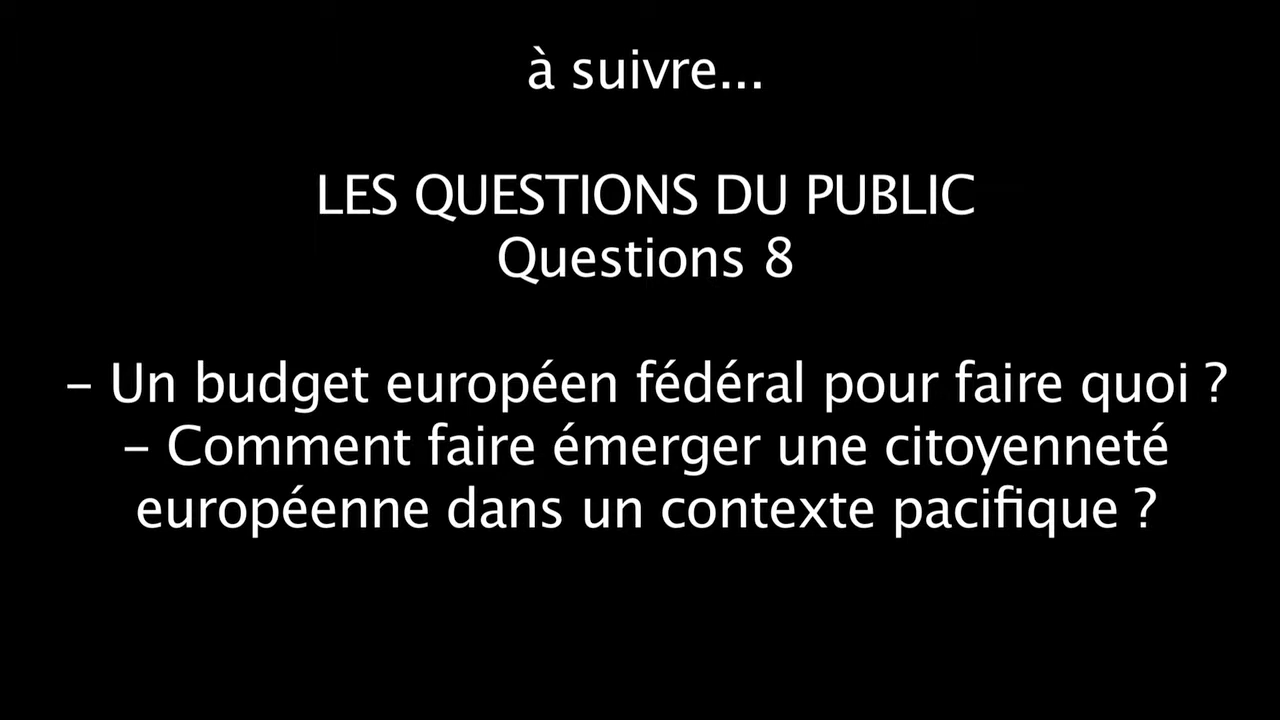 à suivre...
LES QUESTIONS DU PUBLIC
Questions 8
– Un budget européen fédéral pour faire quoi ?
– Comment faire émerger une citoyenneté
européenne dans un contexte pacifique ?